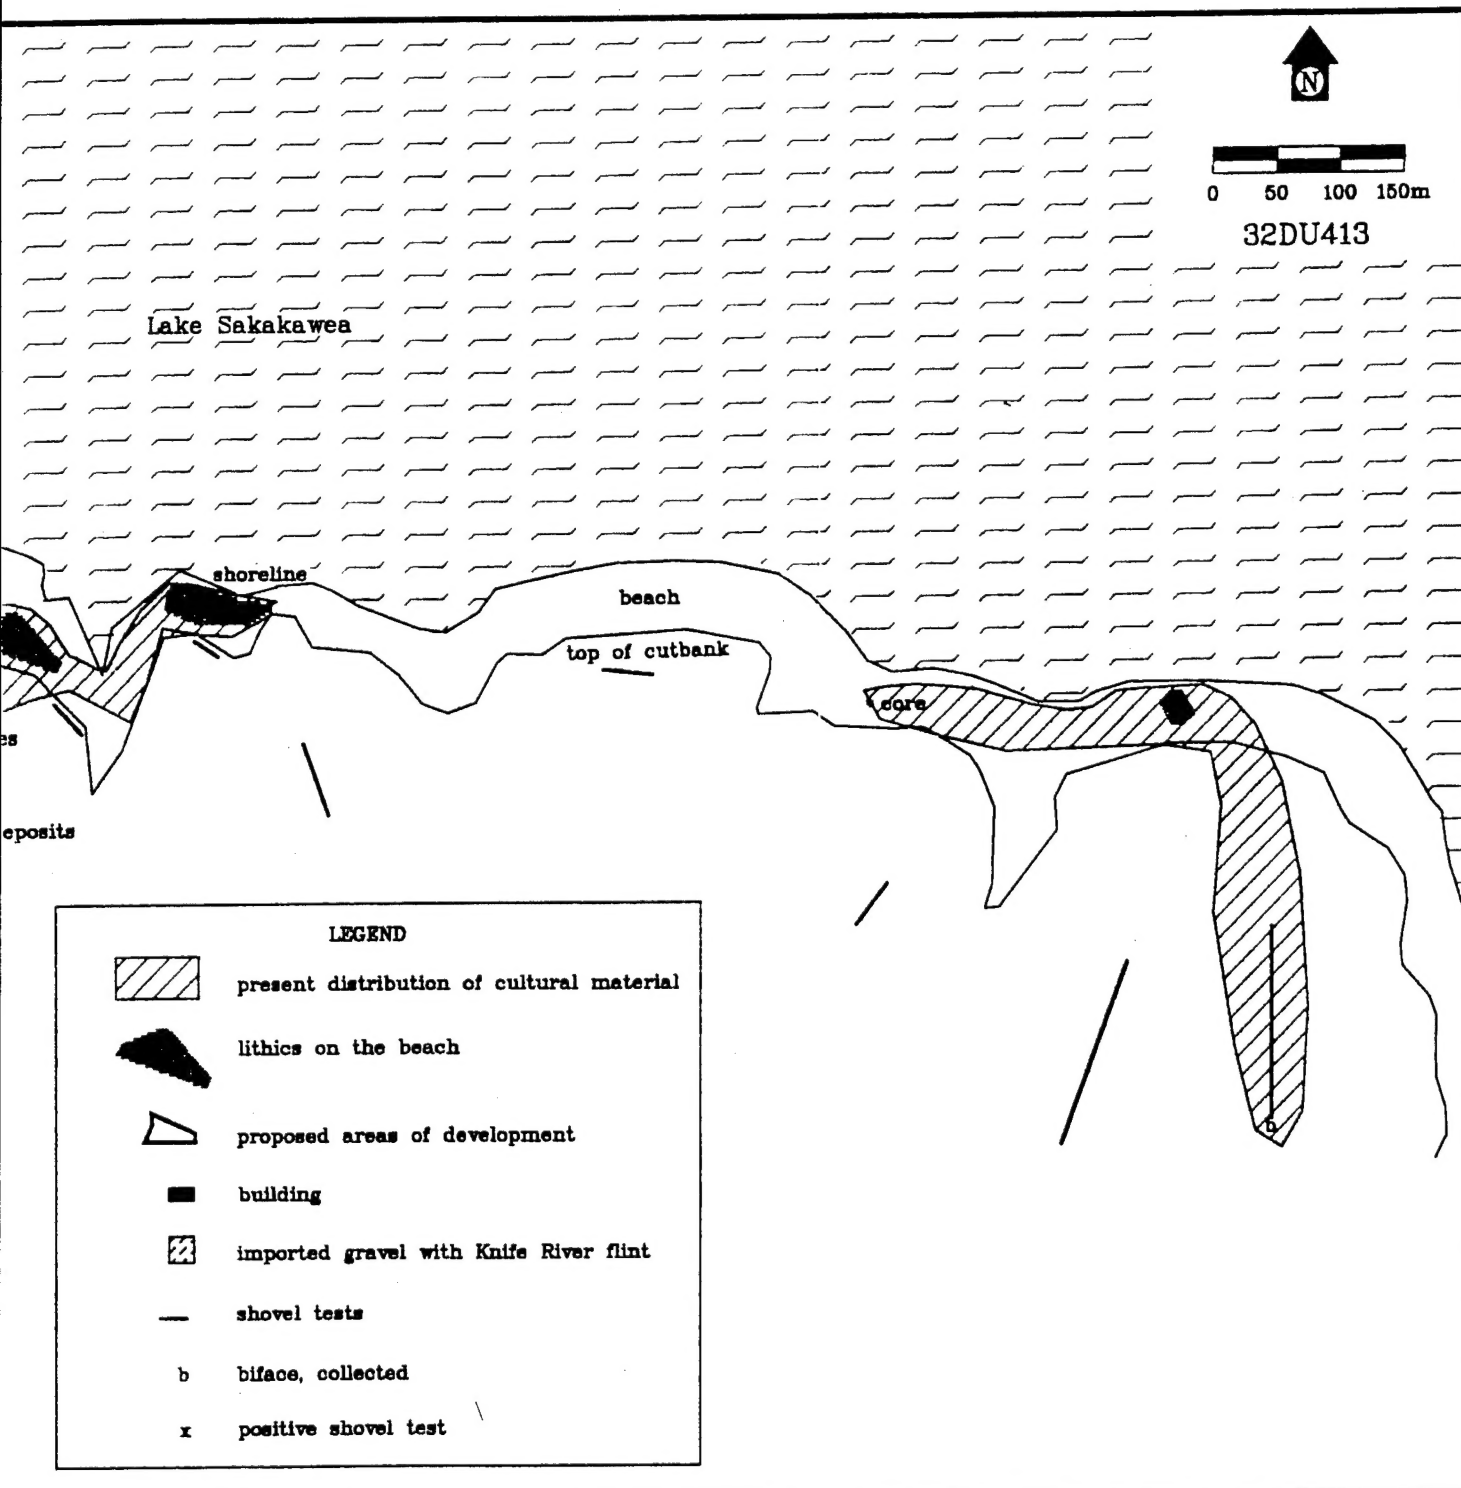 N
0 50 100 150m
32DU413
Lake Sakakawea
shoreline
beach
top of cutbank
core
es
eposits
b
LEGEND
present distribution of cultural material
lithics on the beach
proposed areas of development
building
imported gravel with Knife River flint
shovel tests
b biface, collected
x positive shovel test